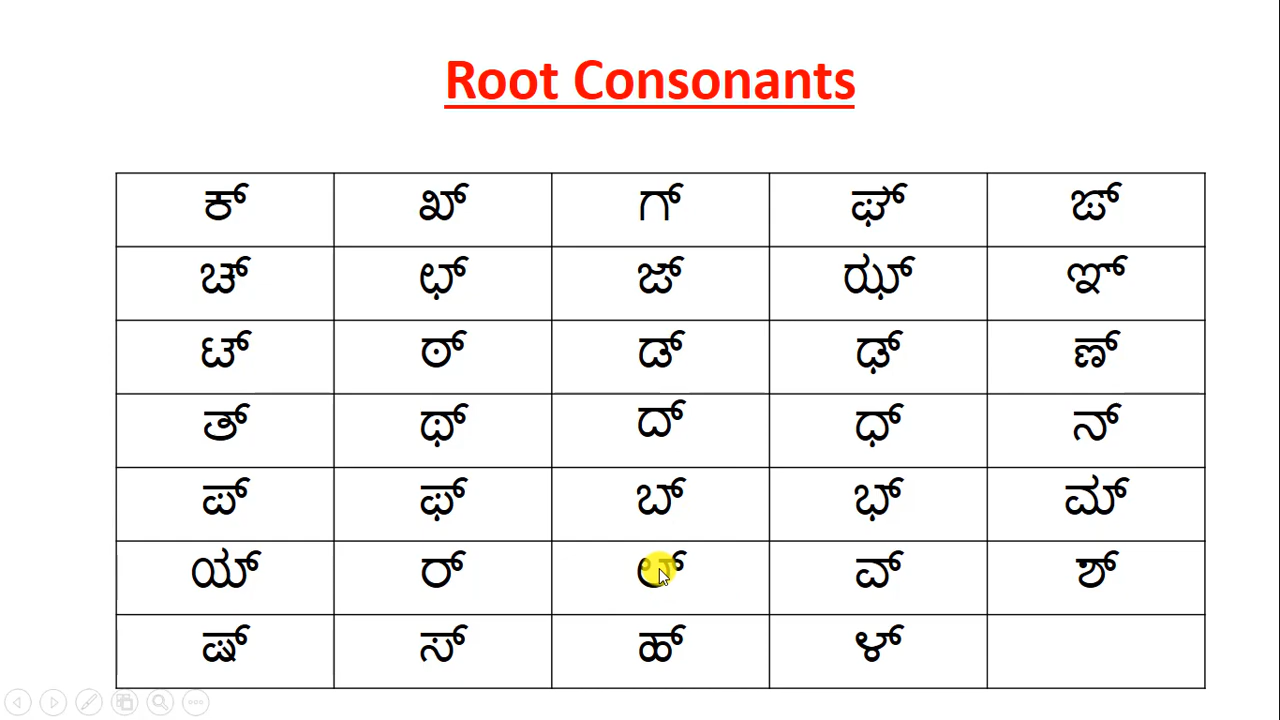 Root Consonants
ಕ್ ಖ್ ಗ್ ಘ್ ಙ್
ಚ್ ಛ್ ಜ್ ಝ್ ಞ್
ಟ್ ಠ್ ಡ್ ಢ್ ಣ್
ತ್ ಥ್ ದ್ ಧ್ ನ್
ಪ್ ಫ್ ಬ್ ಭ್ ಮ್
ಯ್ ರ್ ಲ್ ವ್ ಶ್
ಷ್ ಸ್ ಹ್ ಳ್